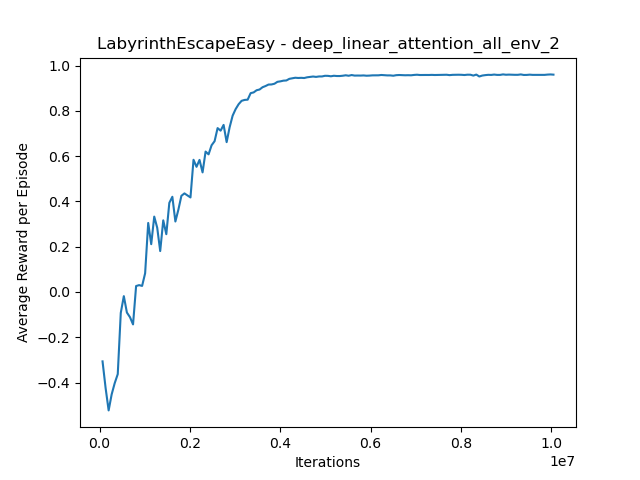 LabyrinthEscapeEasy - deep_linear_attention_all_env_2
Average Reward per Episode
1.0
0.8
0.6
0.4
0.2
0.0
−0.2
−0.4
0.0 0.2 0.4 0.6 0.8 1.0
1e7
Iterations